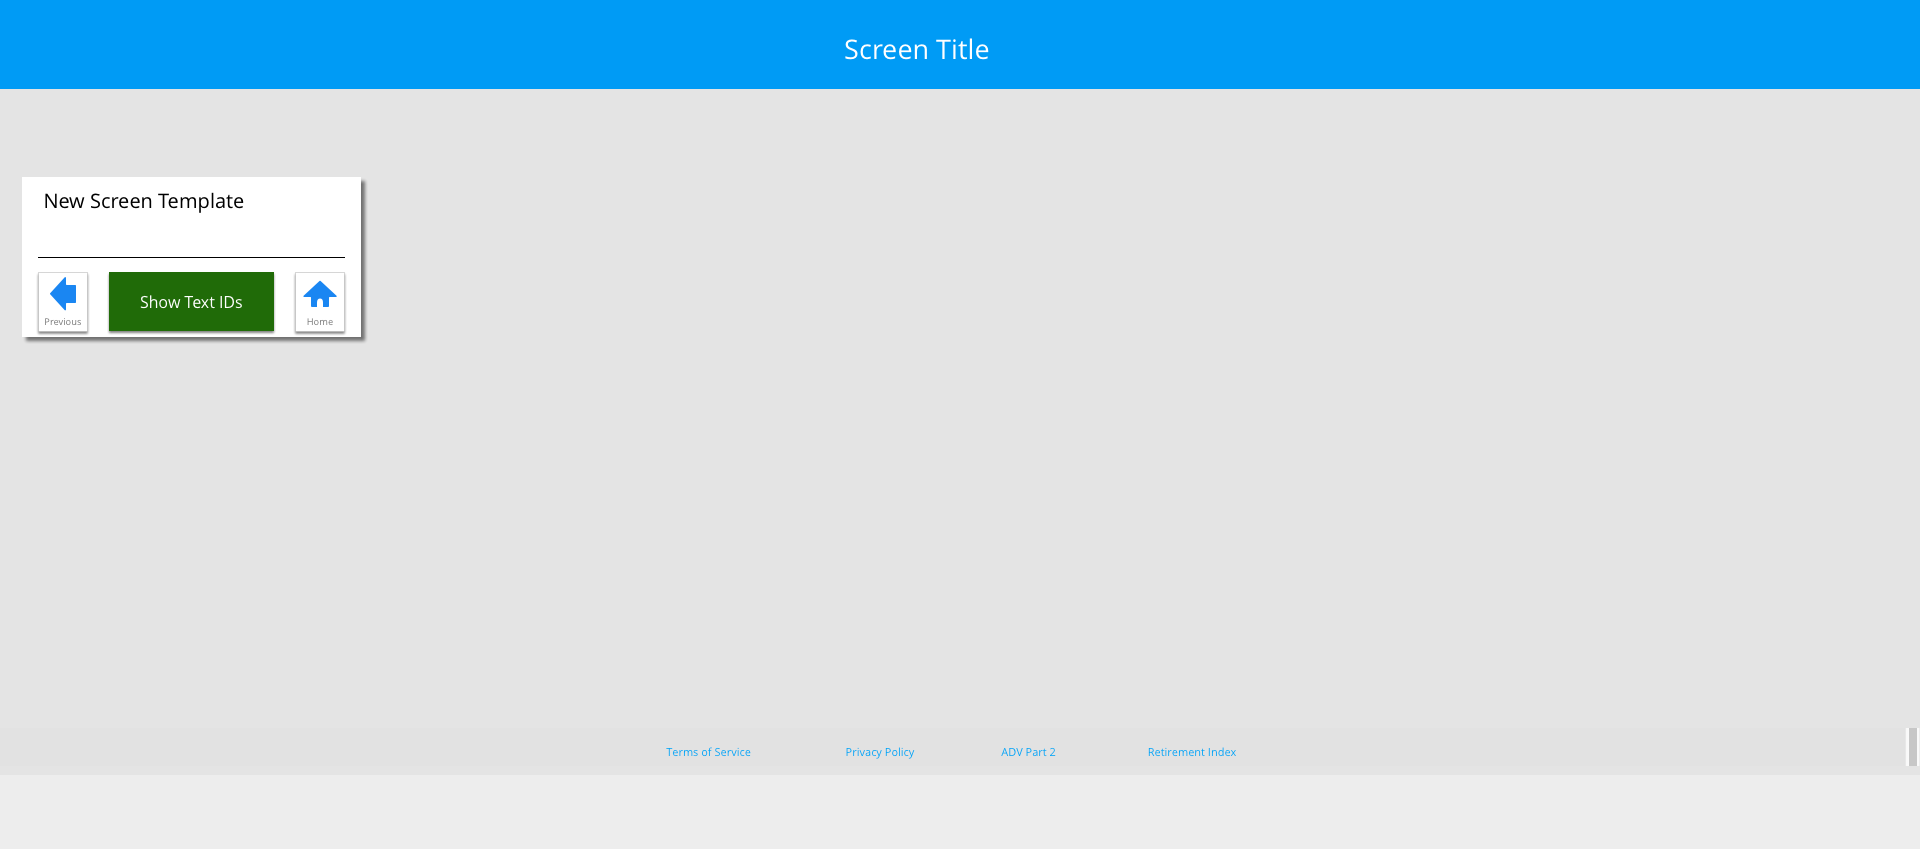 Screen Title
New Screen Template
Previous
Show Text IDs
Home
Terms of Service
Privacy Policy
ADV Part 2
Retirement Index